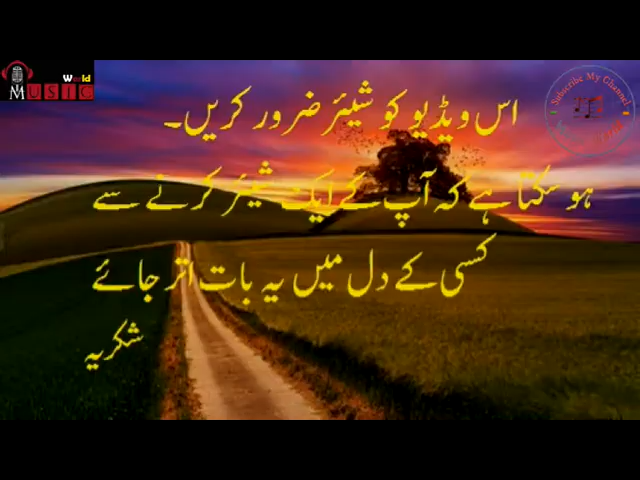 World
MUSIC
Subscribe My Channel
اس ویڈیو کو شیئر ضرور کریں۔
ہو سکتا ہے کہ آپ کے ایک شیئر کرنے سے
کسی کے دل میں یہ بات اتر جائے
شکریہ